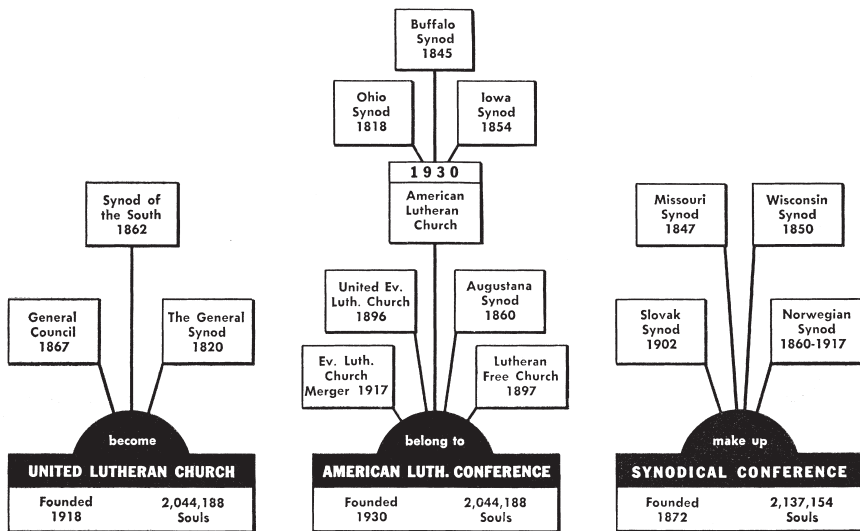 Buffalo
Synod
1845
Ohio
Synod
1818
Iowa
Synod
1854
1930
American
Lutheran
Church
Synod of
the South
1862
General
Council
1867
The General
Synod
1820
become
UNITED LUTHERAN CHURCH
Founded
1918
2,044,188
Souls
United Ev.
Luth. Church
1896
Augustana
Synod
1860
Ev. Luth.
Church
Merger 1917
Lutheran
Free Church
1897
belong to
AMERICAN LUTH. CONFERENCE
Founded
1930
2,044,188
Souls
Missouri
Synod
1847
Wisconsin
Synod
1850
Slovak
Synod
1902
Norwegian
Synod
1860-1917
make up
SYNODICAL CONFERENCE
Founded
1872
2,137,154
Souls